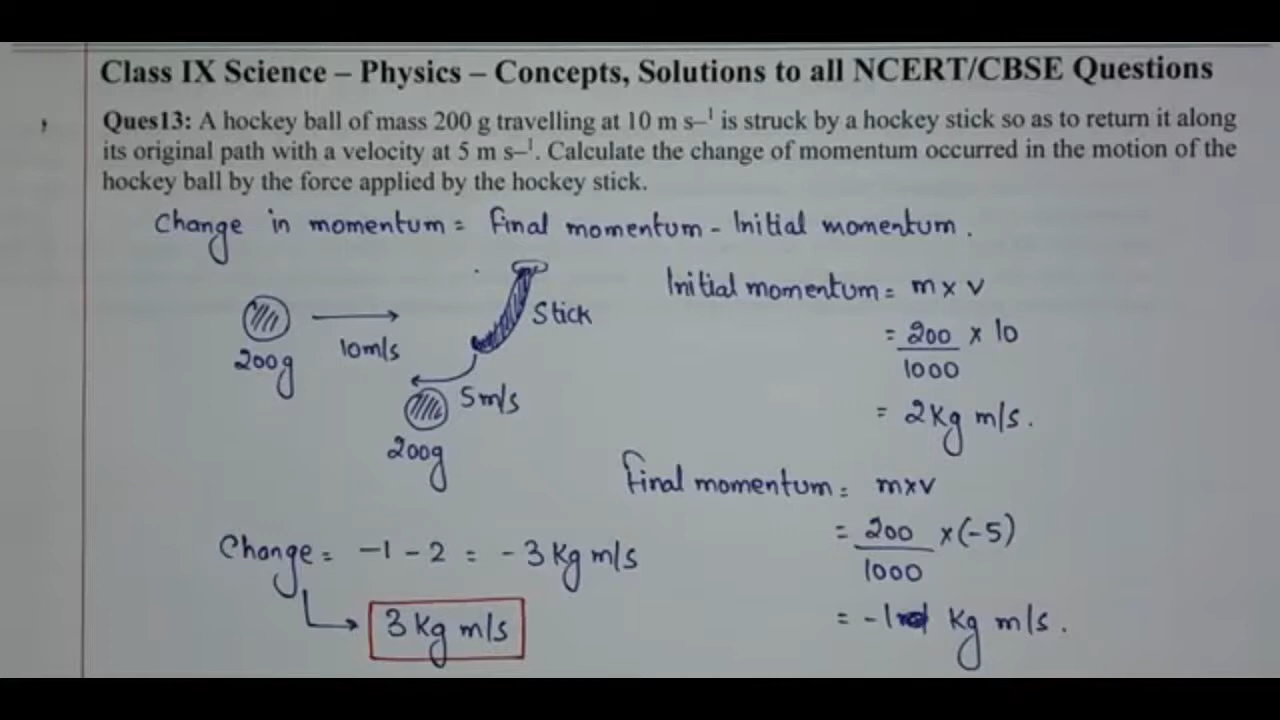 Class IX Science – Physics – Concepts, Solutions to all NCERT/CBSE Questions
Ques13: A hockey ball of mass 200 g travelling at 10 m s–¹ is struck by a hockey stick so as to return it along
its original path with a velocity at 5 m s–¹. Calculate the change of momentum occurred in the motion of the
hockey ball by the force applied by the hockey stick.
Change in momentum = Final momentum - Initial momentum.
200g
10m/s
Stick
5m/s
200g
Initial momentum = m x v
= 200/1000 x 10
= 2 Kg m/s.
Final momentum = mxv
= 200/1000 x (-5)
= -1 Kg m/s.
Change = -1 - 2 = - 3 Kg m/s
3 Kg m/s